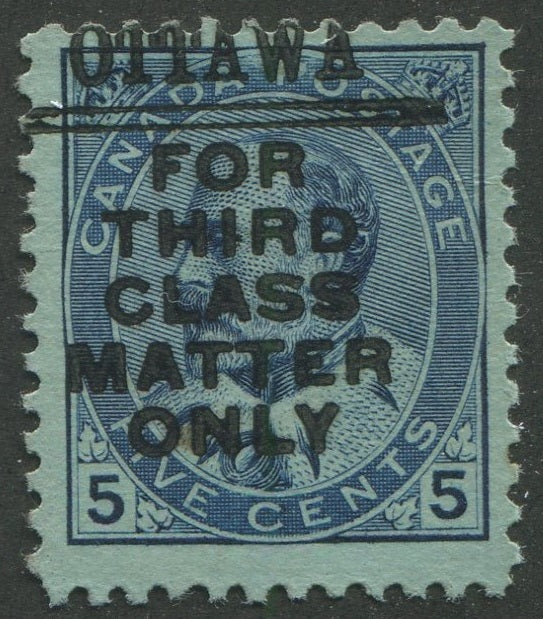 OTTAWA
CANADA POSTAGE
FOR
THIRD
CLASS
MATTER
ONLY
FIVE CENTS
5 5